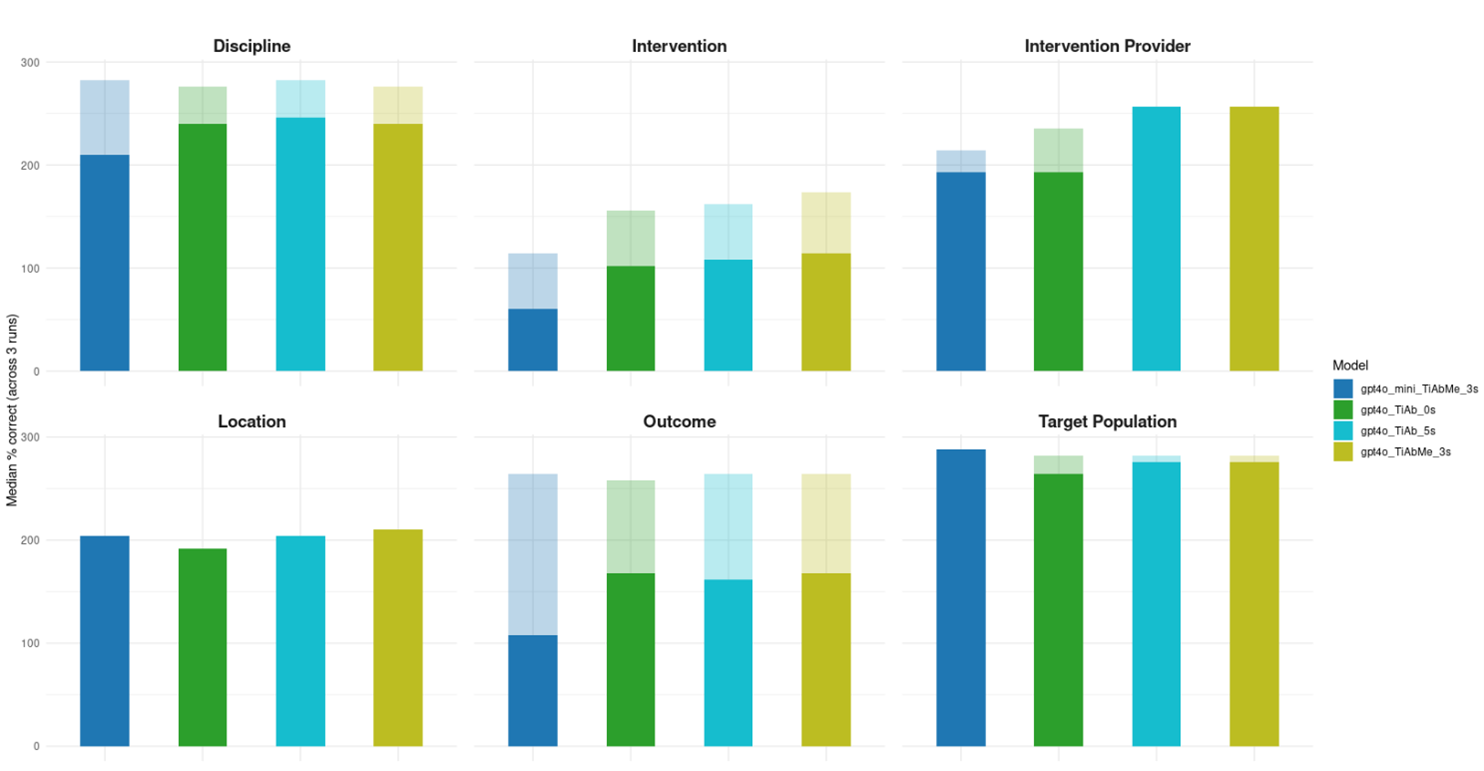 Discipline
Intervention
Intervention Provider
300
200
100
0
Location
Outcome
Target Population
300
200
100
0
Median % correct (across 3 runs)
Model
gpt4o_mini_TiAbMe_3s
gpt4o_TiAb_0s
gpt4o_TiAb_5s
gpt4o_TiAbMe_3s